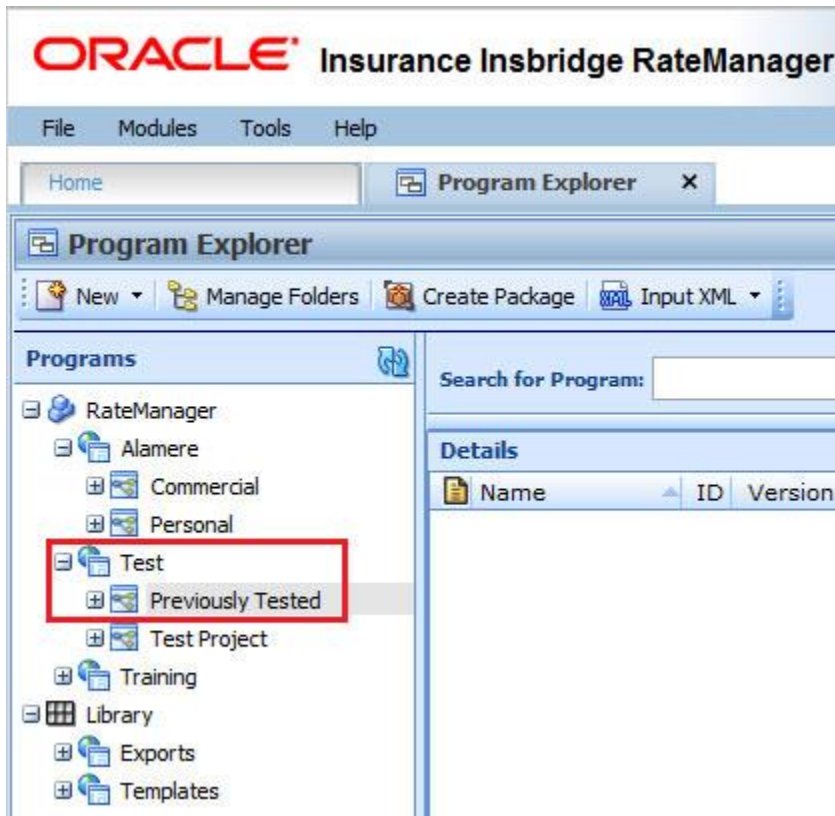 ORACLE Insurance Insbridge RateManager
File Modules Tools Help
Home Program Explorer ×
Program Explorer
New Manage Folders Create Package XML Input XML
Programs
RateManager
Alamere
Commercial
Personal
Test
Previously Tested
Test Project
Training
Library
Exports
Templates
Search for Program:
Details
Name ID Version